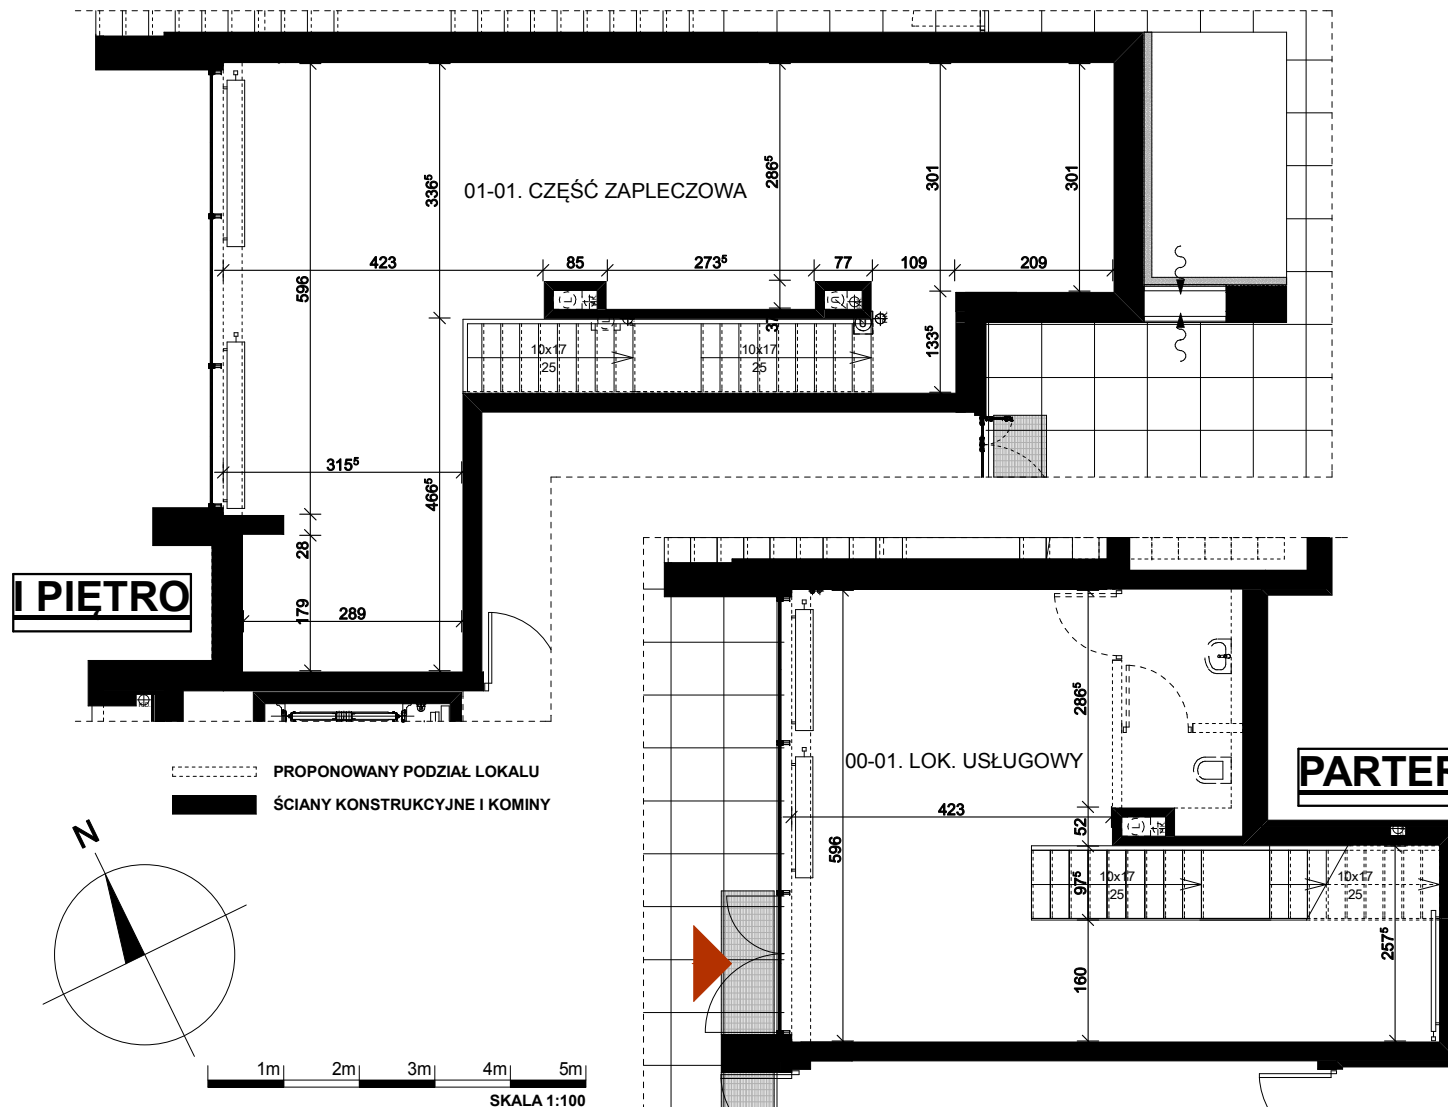 336⁵
286⁵
301
301
01-01. CZĘŚĆ ZAPLECZOWA
423
85
273⁵
77
109
209
596
37
133⁵
10x17
25
10x17
25
315⁵
466⁵
28
I PIĘTRO
179
289
286⁵
00-01. LOK. USŁUGOWY
PARTER
PROPONOWANY PODZIAŁ LOKALU
ŚCIANY KONSTRUKCYJNE I KOMINY
423
52
596
N
97⁵
10x17
25
10x17
25
257⁵
160
1m
2m
3m
4m
5m
SKALA 1:100